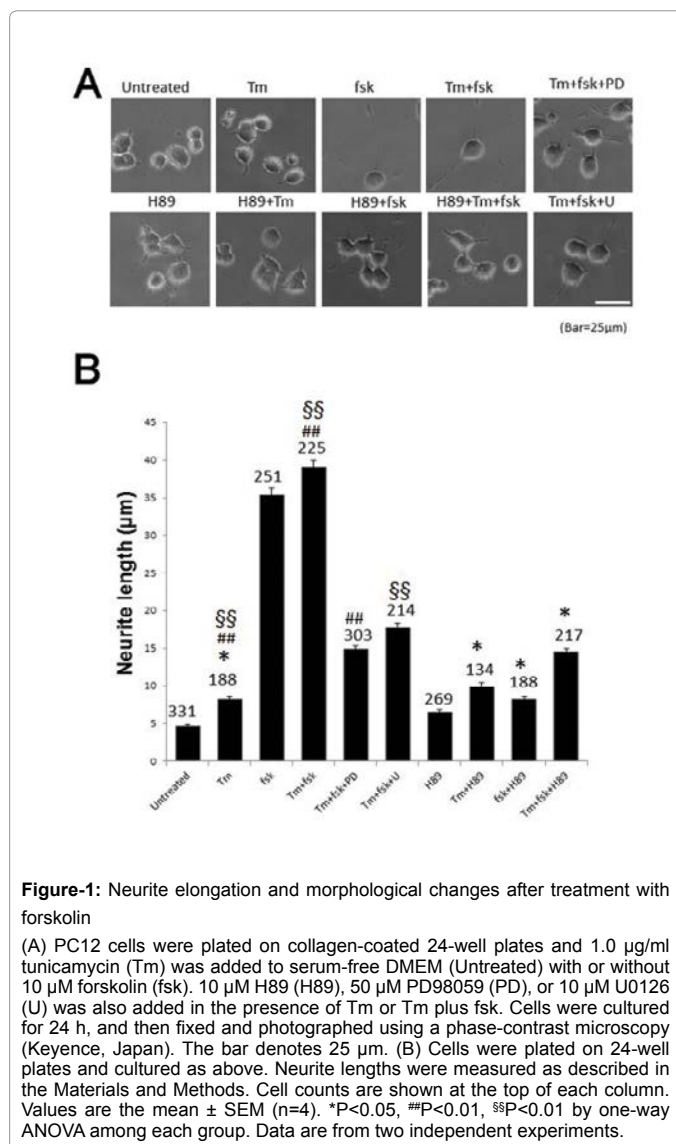 A
Untreated Tm fsk Tm+fsk Tm+fsk+PD
H89 H89+Tm H89+fsk H89+Tm+fsk Tm+fsk+U
(Bar=25μm)
B
Neurite length (μm)
45
40
35
30
25
20
15
10
5
0
331
§§
##
*
188
251
§§
##
225
##
303
§§
214
269
*
134
*
188
*
217
Untreated Tm fsk Tm+fsk Tm+fsk+PD Tm+fsk+U H89 Tm+H89 fsk+H89 Tm+fsk+H89
Figure-1: Neurite elongation and morphological changes after treatment with
forskolin
(A) PC12 cells were plated on collagen-coated 24-well plates and 1.0 μg/ml
tunicamycin (Tm) was added to serum-free DMEM (Untreated) with or without
10 μM forskolin (fsk). 10 μM H89 (H89), 50 μM PD98059 (PD), or 10 μM U0126
(U) was also added in the presence of Tm or Tm plus fsk. Cells were cultured
for 24 h, and then fixed and photographed using a phase-contrast microscopy
(Keyence, Japan). The bar denotes 25 μm. (B) Cells were plated on 24-well
plates and cultured as above. Neurite lengths were measured as described in
the Materials and Methods. Cell counts are shown at the top of each column.
Values are the mean ± SEM (n=4). *P<0.05, ##P<0.01, §§P<0.01 by one-way
ANOVA among each group. Data are from two independent experiments.